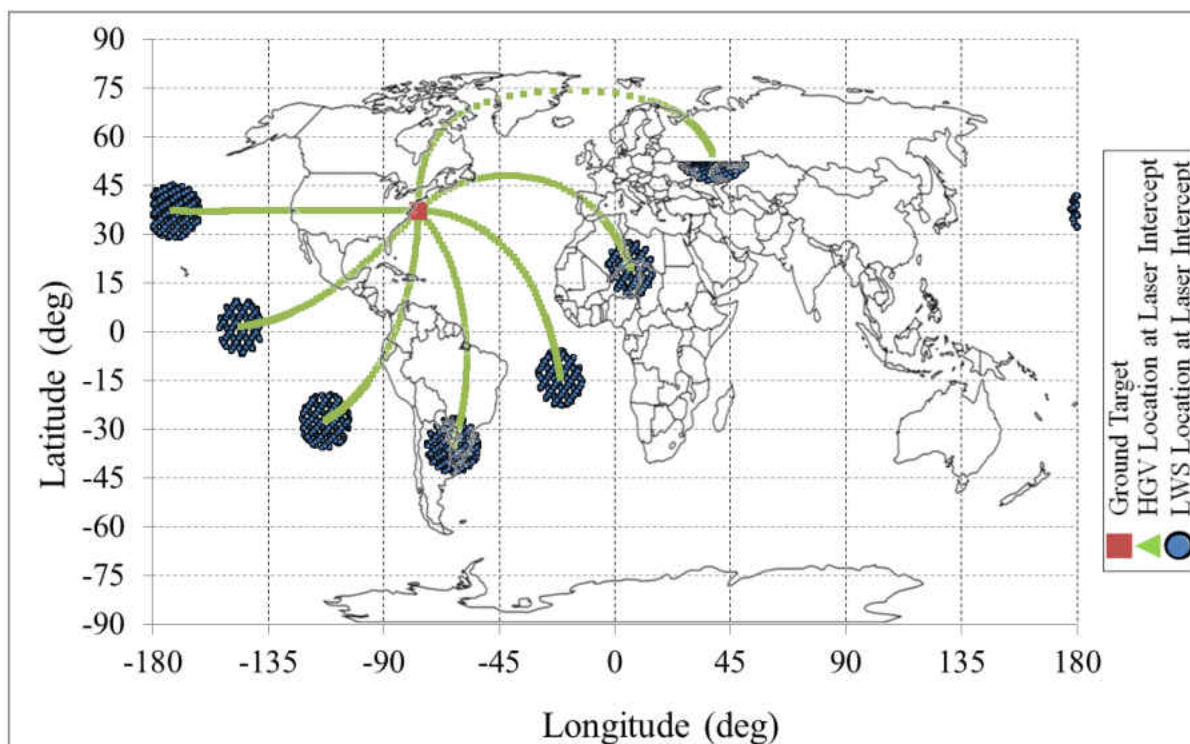 90
75
60
45
30
15
0
-15
-30
-45
-60
-75
-90
Latitude (deg)
-180 -135 -90 -45 0 45 90 135 180
Longitude (deg)
Ground Target
HGV Location at Laser Intercept
LWS Location at Laser Intercept